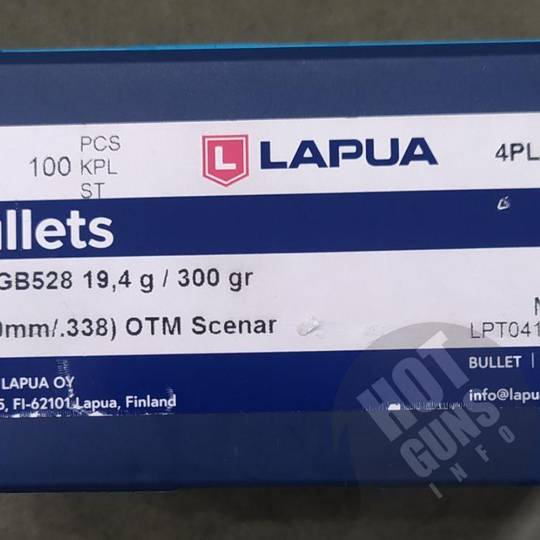 100 PCS
KPL
ST
L LAPUA
4PL
llets
GB528 19,4 g / 300 gr
mm/.338) OTM Scenar
LPT041
LAPUA OY
5, FI-62101 Lapua, Finland
BULLET |
info@lapu
HOT
GUNS
INFO